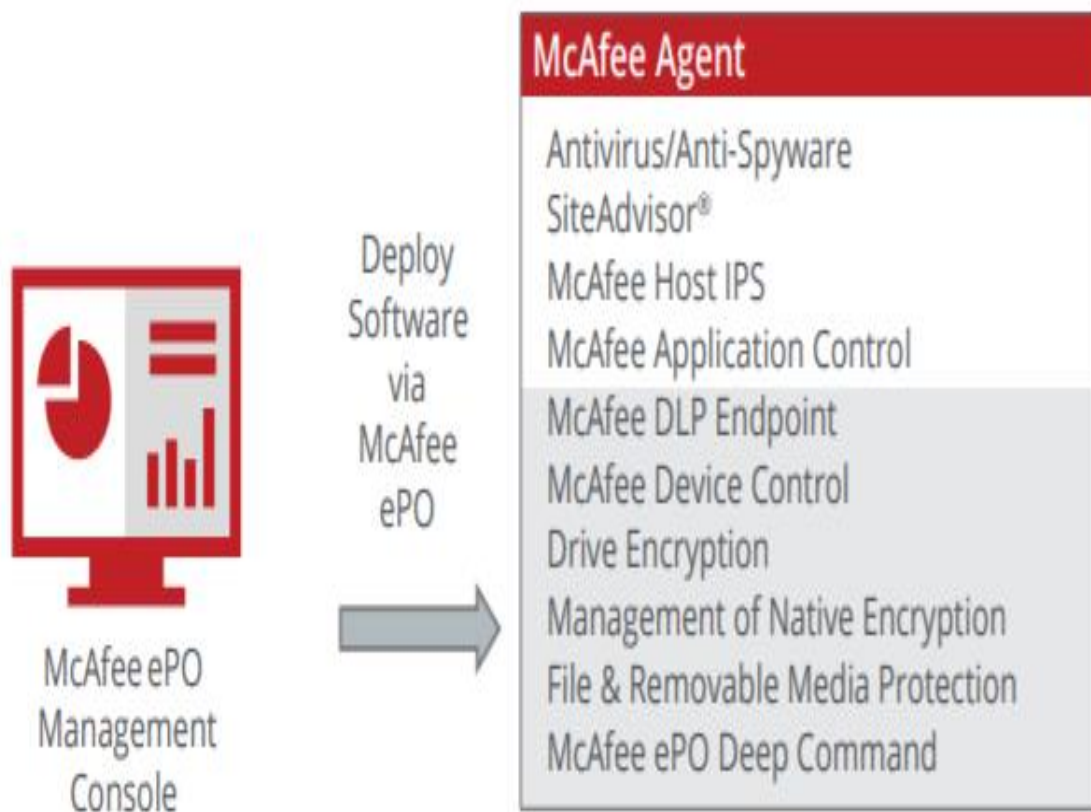 McAfee Agent
Antivirus/Anti-Spyware
SiteAdvisor®
McAfee Host IPS
McAfee Application Control
McAfee DLP Endpoint
McAfee Device Control
Drive Encryption
Management of Native Encryption
File & Removable Media Protection
McAfee ePO Deep Command
Deploy
Software
via
McAfee
ePO
McAfee ePO
Management
Console